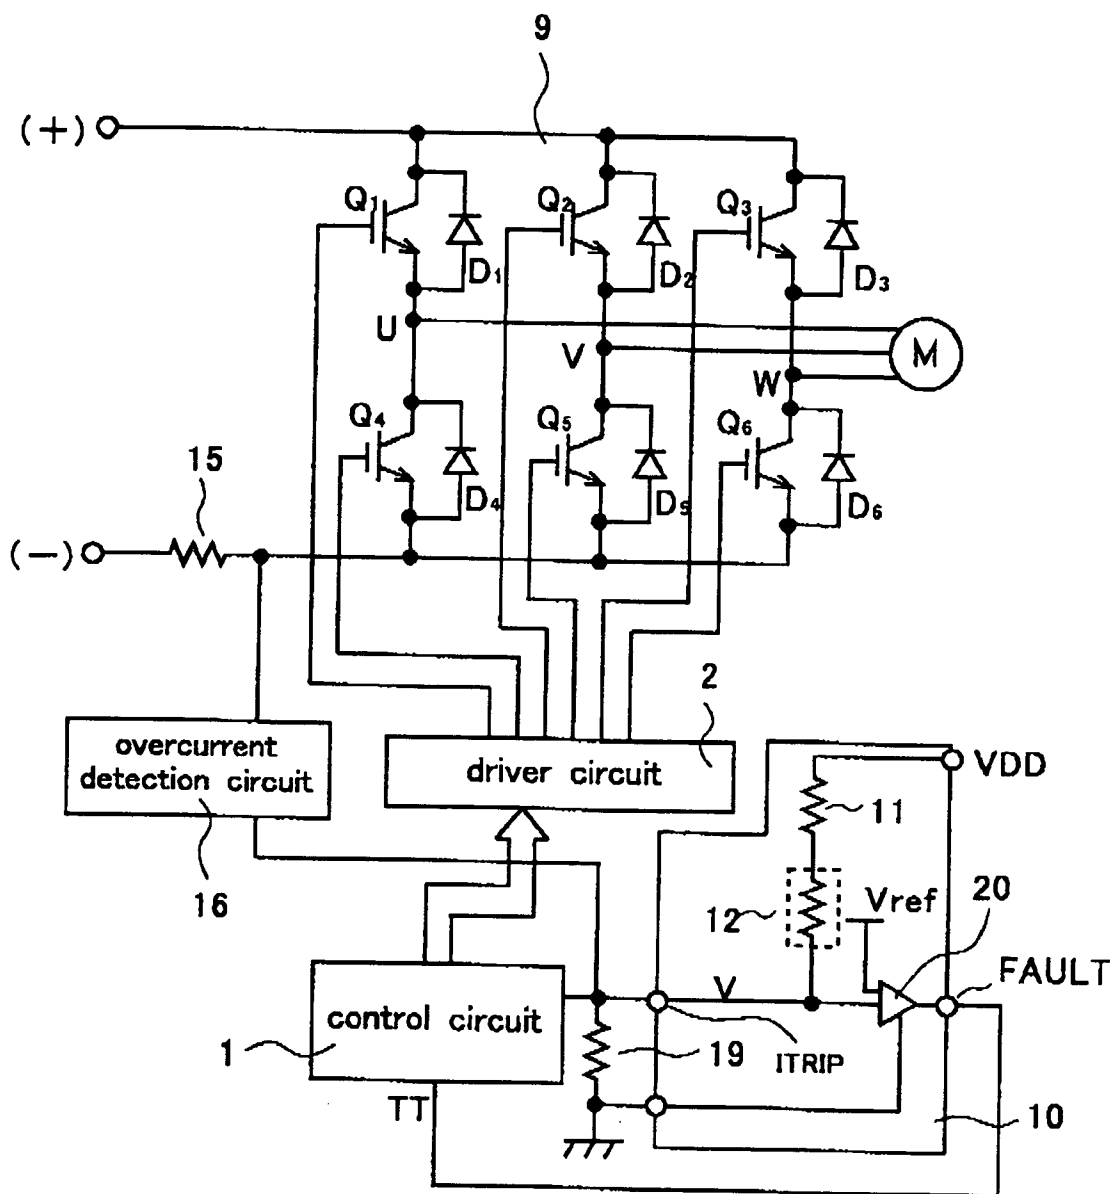 9
(+)
Q1
Q2
Q3
D1
D2
D3
U
V
W
M
Q4
Q5
Q6
15
D4
D5
D6
(−)
2
overcurrent
detection circuit
driver circuit
VDD
11
16
12
Vref
20
FAULT
V
control circuit
1
19
ITRIP
TT
10